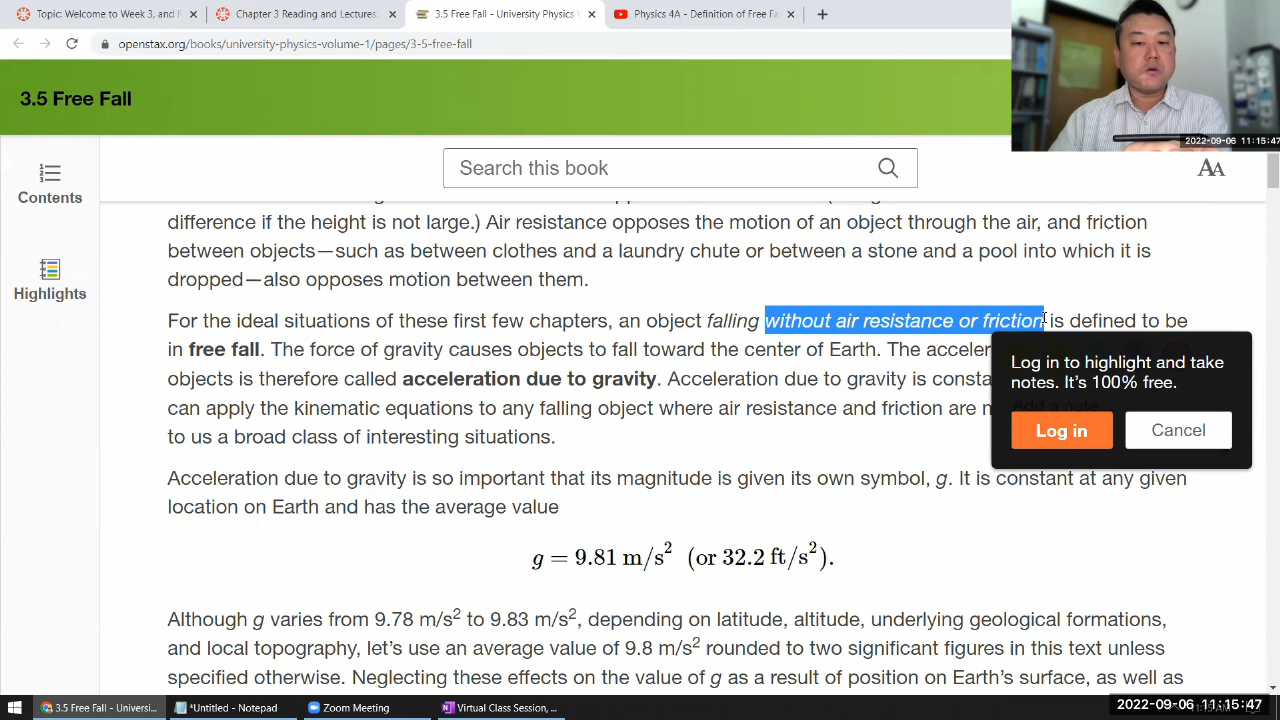 Topic: Welcome to Week 3, and F
Chapter 3 Reading and Lectures:
3.5 Free Fall - University Physics V
Physics 4A - Definition of Free Fa
openstax.org/books/university-physics-volume-1/pages/3-5-free-fall
3.5 Free Fall
2022-09-06 11:15:47
Search this book
AA
Contents
Highlights
difference if the height is not large.) Air resistance opposes the motion of an object through the air, and friction
between objects—such as between clothes and a laundry chute or between a stone and a pool into which it is
dropped—also opposes motion between them.
For the ideal situations of these first few chapters, an object falling without air resistance or friction is defined to be
in free fall. The force of gravity causes objects to fall toward the center of Earth. The acceler
objects is therefore called acceleration due to gravity. Acceleration due to gravity is consta
can apply the kinematic equations to any falling object where air resistance and friction are n
to us a broad class of interesting situations.
Log in to highlight and take
notes. It's 100% free.
Add a note
Log in
Cancel
Acceleration due to gravity is so important that its magnitude is given its own symbol, g. It is constant at any given
location on Earth and has the average value
g = 9.81 m/s² (or 32.2 ft/s²).
Although g varies from 9.78 m/s² to 9.83 m/s², depending on latitude, altitude, underlying geological formations,
and local topography, let's use an average value of 9.8 m/s² rounded to two significant figures in this text unless
specified otherwise. Neglecting these effects on the value of g as a result of position on Earth's surface, as well as
3.5 Free Fall - Universi...
*Untitled - Notepad
Zoom Meeting
Virtual Class Session, ...
2022-09-06 11:15:47